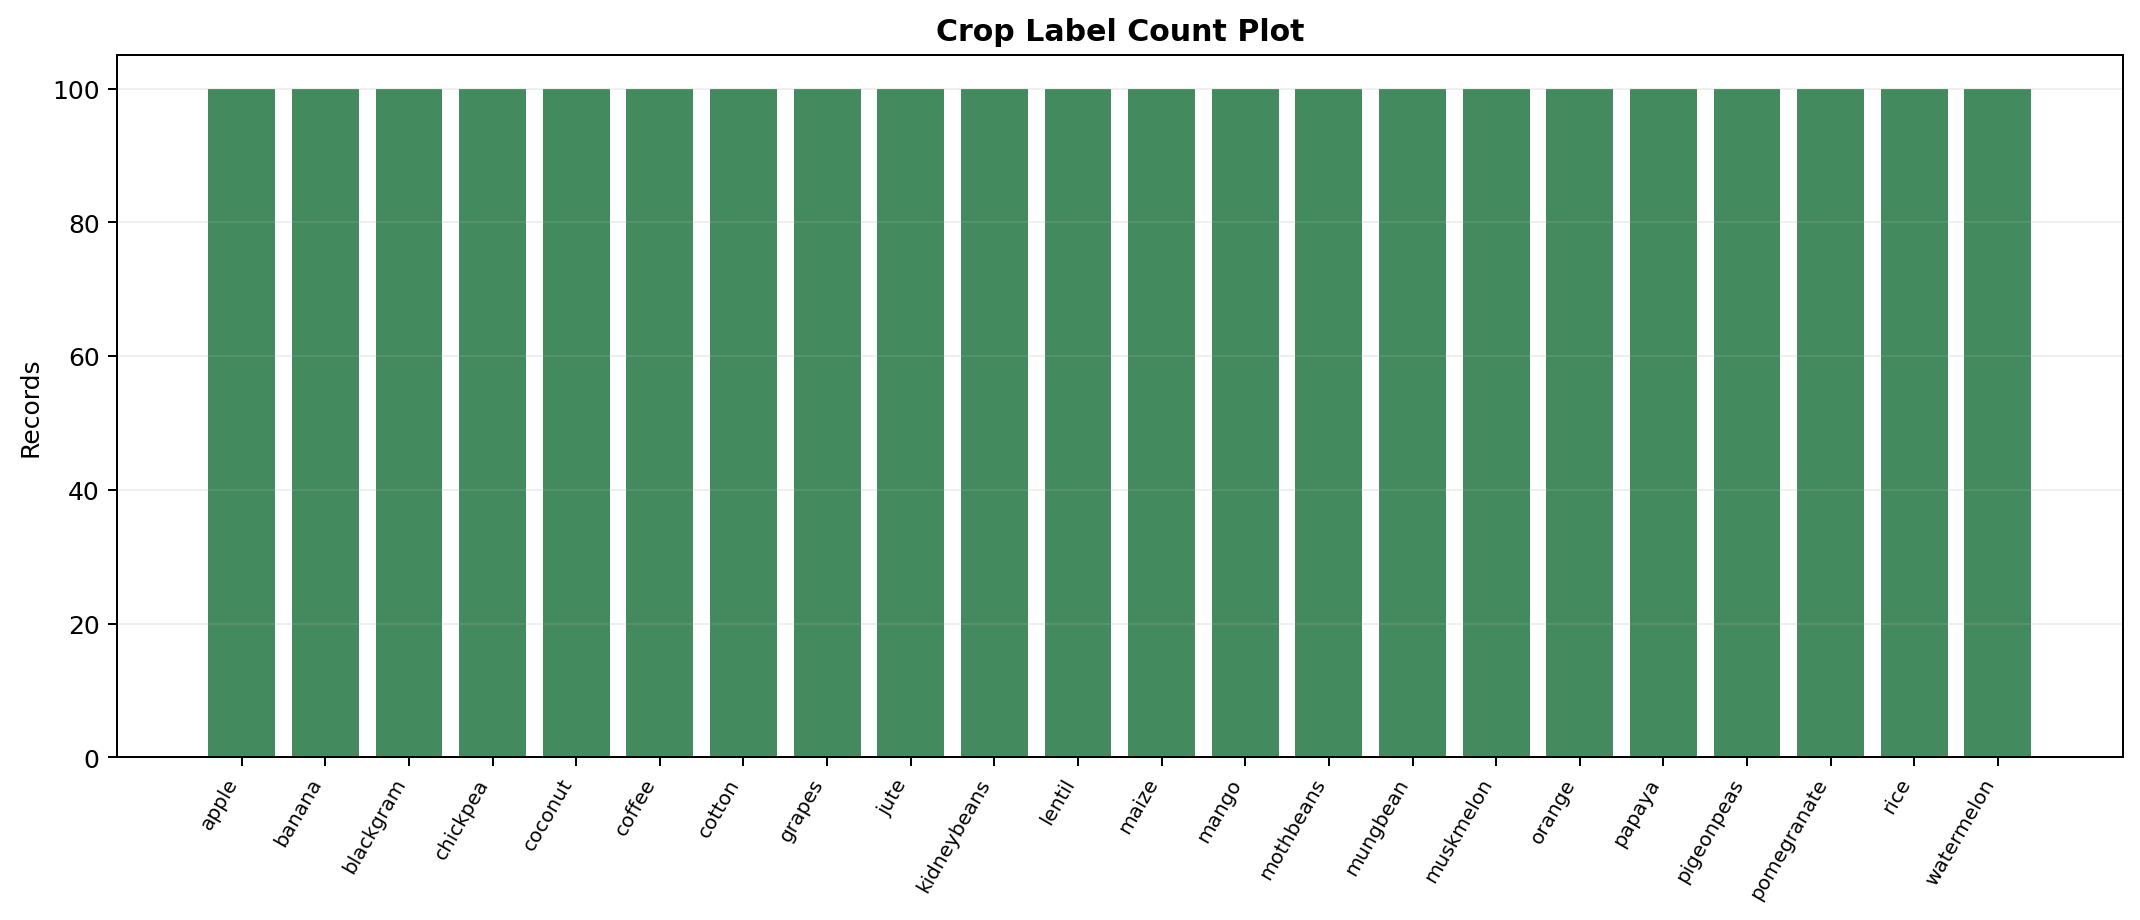 Crop Label Count Plot
Records
100
80
60
40
20
0
apple
banana
blackgram
chickpea
coconut
coffee
cotton
grapes
jute
kidneybeans
lentil
maize
mango
mothbeans
mungbean
muskmelon
orange
papaya
pigeonpeas
pomegranate
rice
watermelon